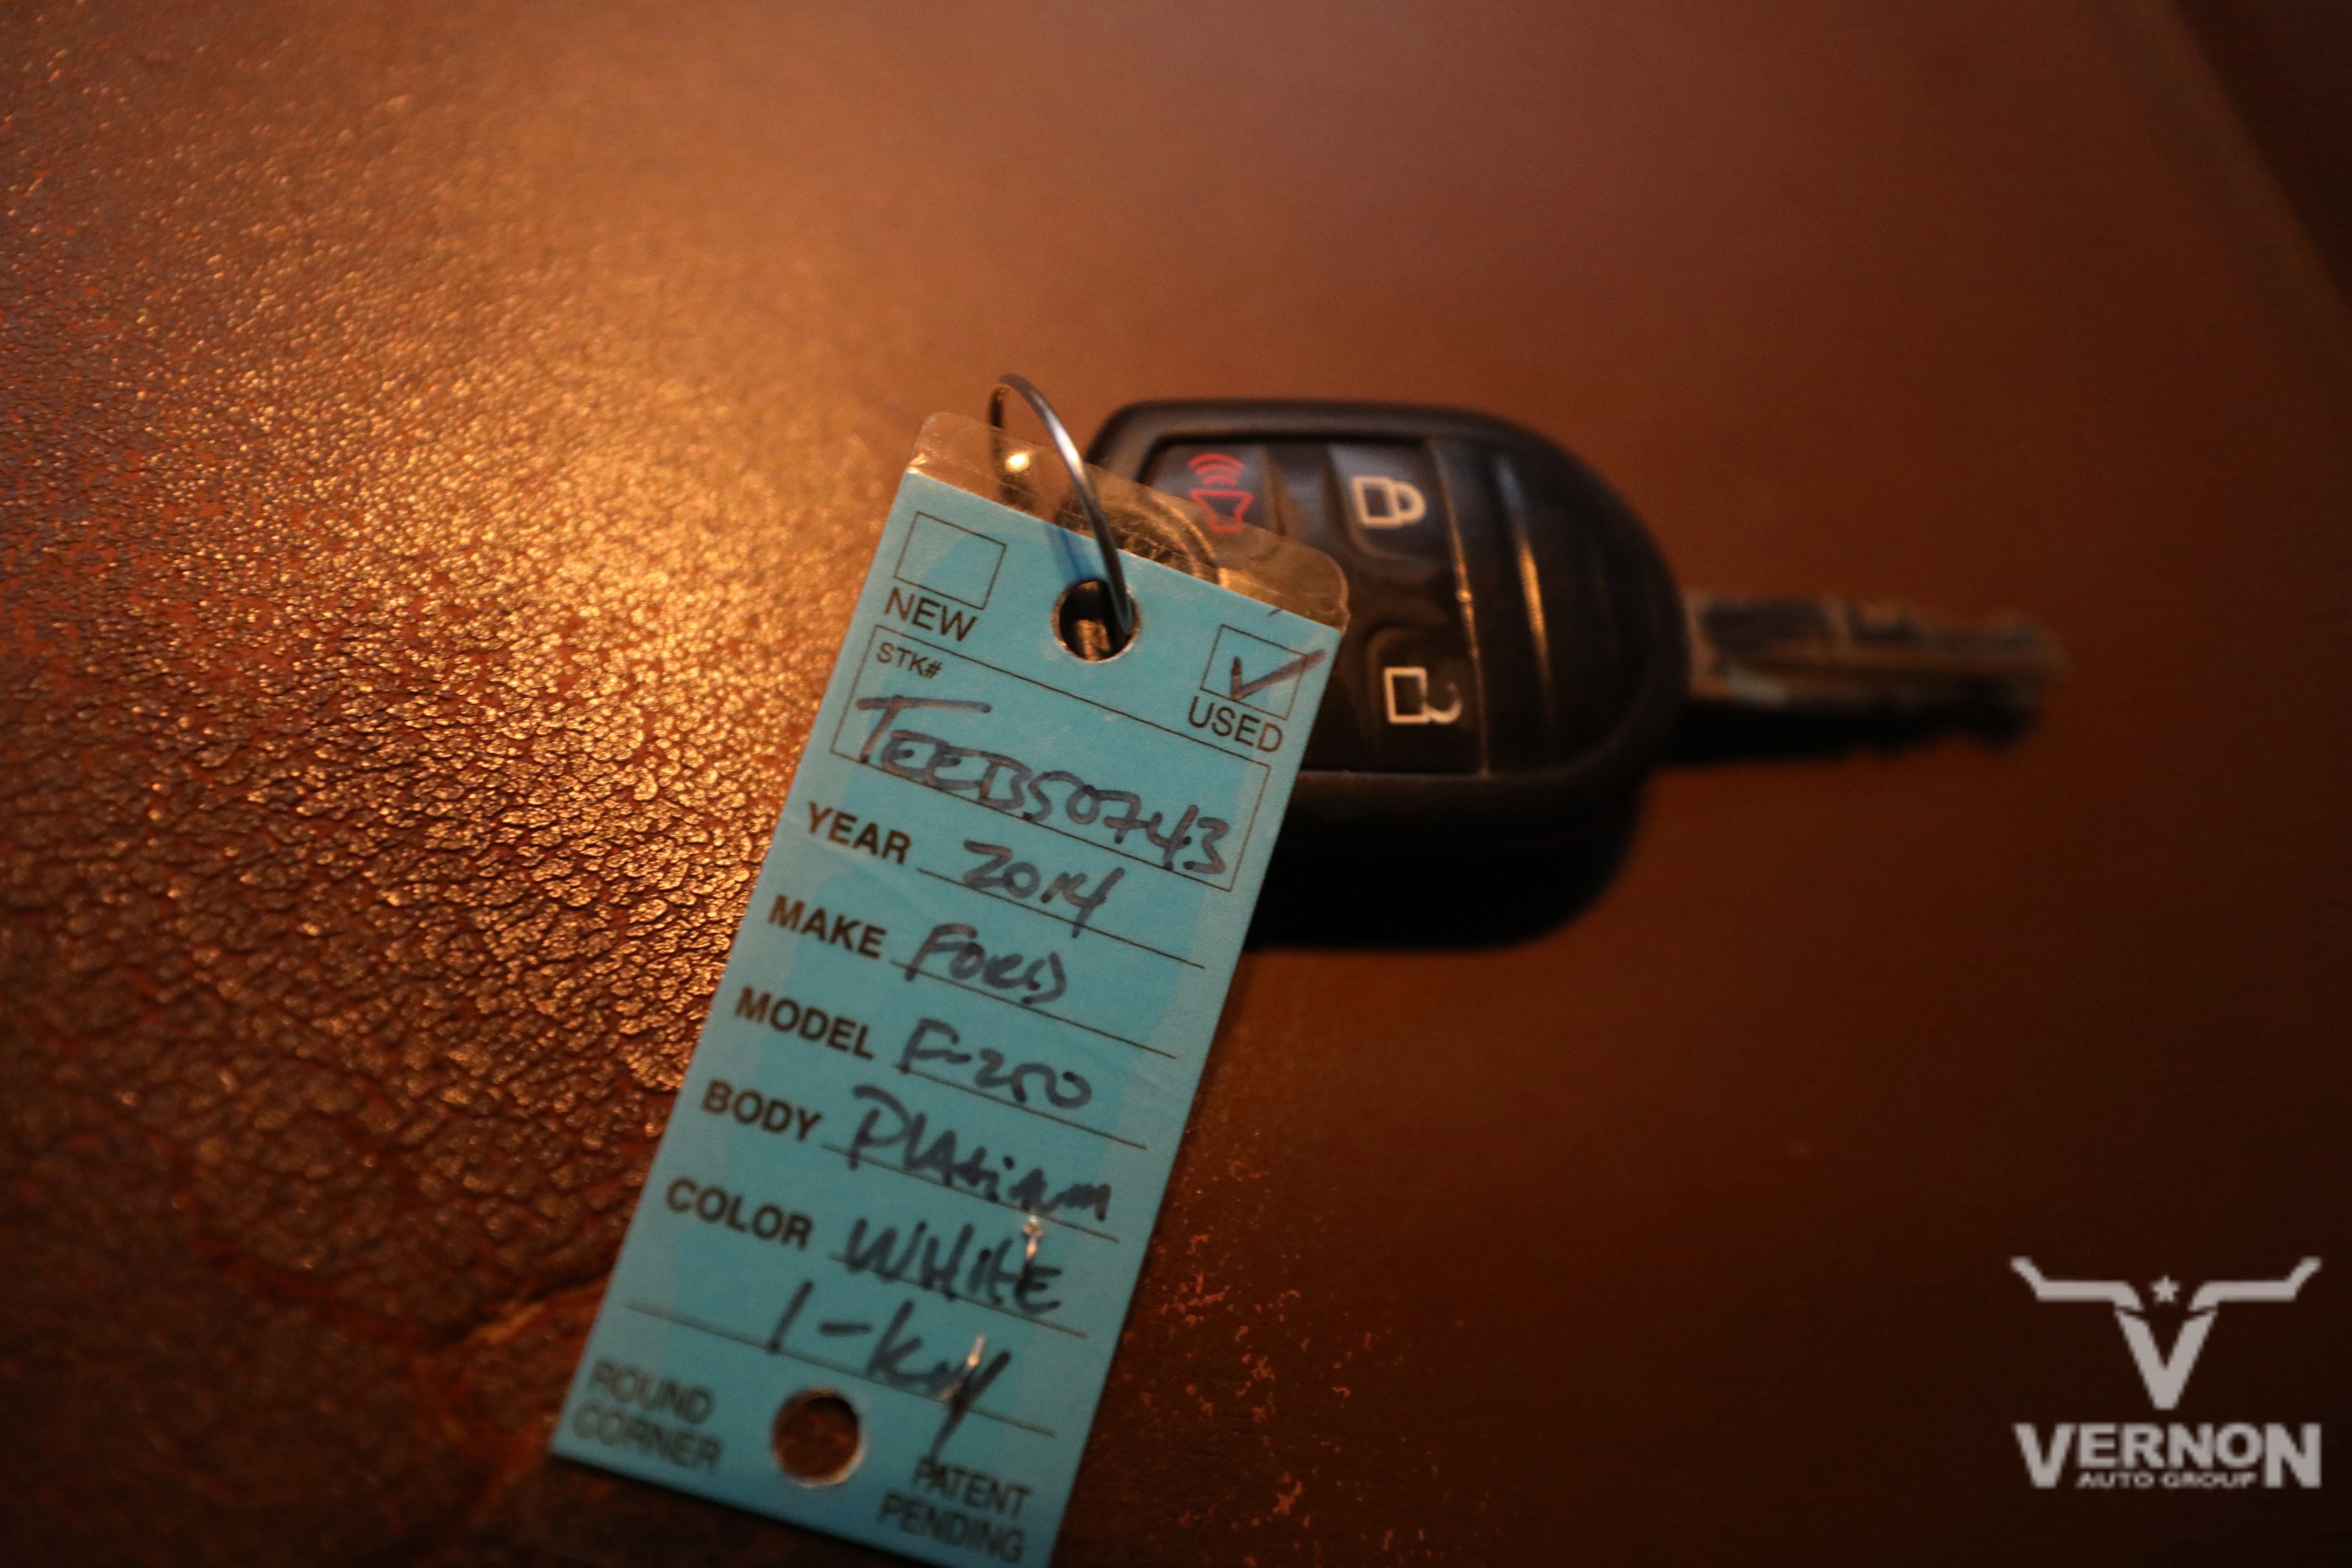 NEW
USED
STK#
TEEB50743
YEAR 2014
MAKE FORD
MODEL F-250
BODY PLAtinum
COLOR WHItE
1-kEy
ROUND CORNER
PATENT PENDING
VERNON
AUTO GROUP